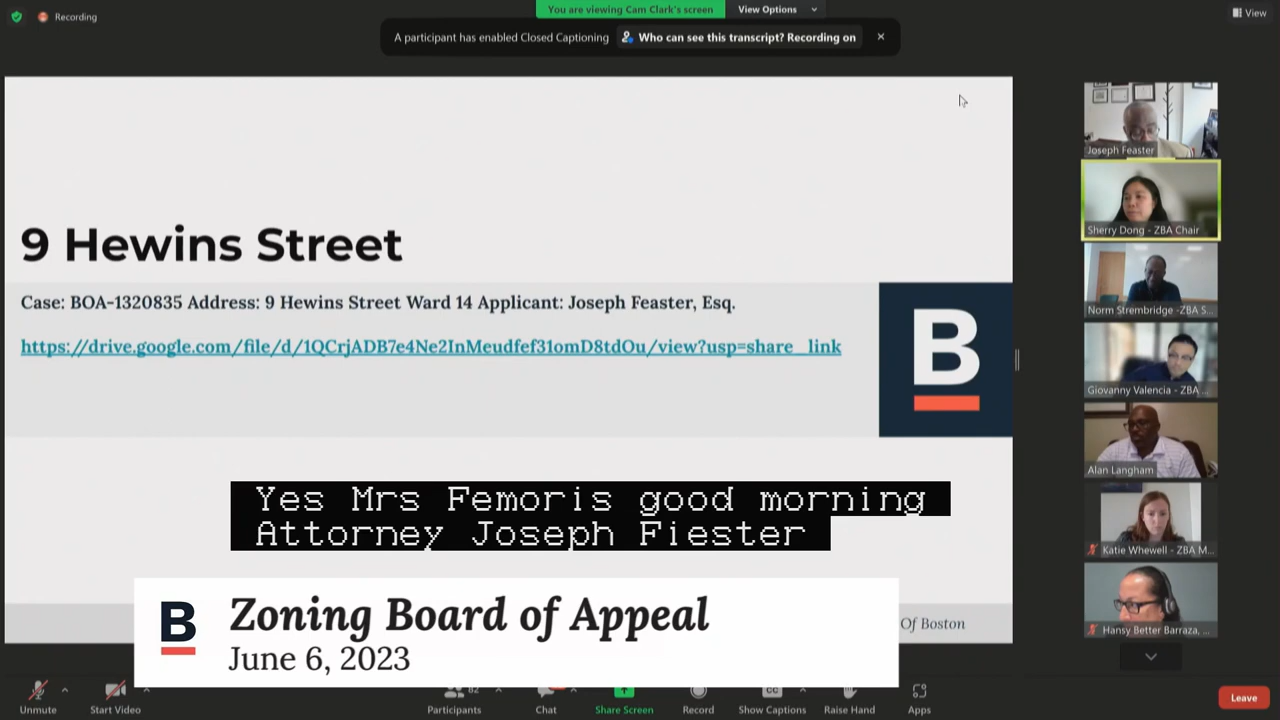 You are viewing Cam Clark's screen
View Options
Recording
View
A participant has enabled Closed Captioning
Who can see this transcript? Recording on
9 Hewins Street
Case: BOA-1320835 Address: 9 Hewins Street Ward 14 Applicant: Joseph Feaster, Esq.
https://drive.google.com/file/d/1QCrjADB7e4Ne2InMeudfef31omD8tdOu/view?usp=share_link
B
Joseph Feaster
Sherry Dong - ZBA Chair
Norm Strembridge -ZBA S...
Giovanny Valencia - ZBA ...
Alan Langham
Katie Whewell - ZBA M...
Hansy Better Barraza, ...
Yes Mrs Femoris good morning
Attorney Joseph Fiester
B
Zoning Board of Appeal
June 6, 2023
Of Boston
Unmute
Start Video
Participants
82
Chat
Share Screen
Record
CC
Show Captions
Raise Hand
Apps
Leave